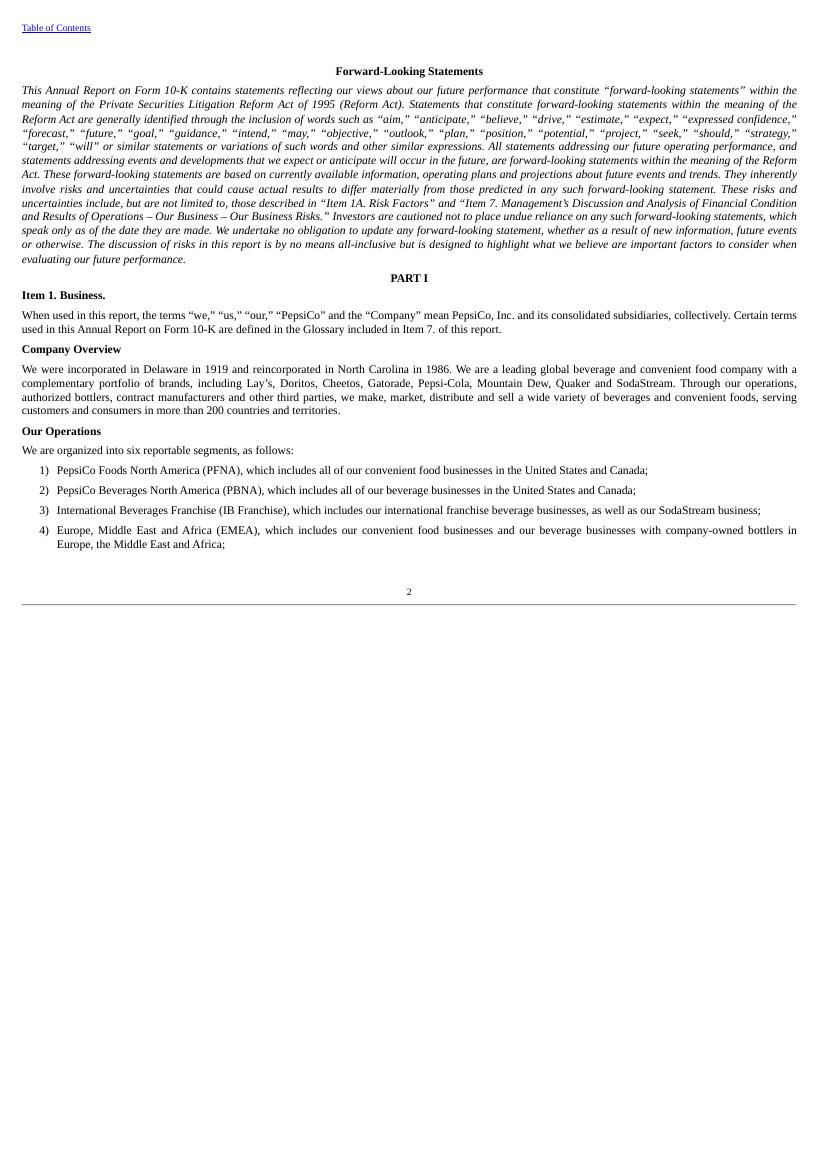 Table of Contents
Forward-Looking Statements
This Annual Report on Form 10-K contains statements reflecting our views about our future performance that constitute “forward-looking statements” within the
meaning of the Private Securities Litigation Reform Act of 1995 (Reform Act). Statements that constitute forward-looking statements within the meaning of the
Reform Act are generally identified through the inclusion of words such as “aim,” “anticipate,” “believe,” “drive,” “estimate,” “expect,” “expressed confidence,”
“forecast,” “future,” “goal,” “guidance,” “intend,” “may,” “objective,” “outlook,” “plan,” “position,” “potential,” “project,” “seek,” “should,” “strategy,”
“target,” “will” or similar statements or variations of such words and other similar expressions. All statements addressing our future operating performance, and
statements addressing events and developments that we expect or anticipate will occur in the future, are forward-looking statements within the meaning of the Reform
Act. These forward-looking statements are based on currently available information, operating plans and projections about future events and trends. They inherently
involve risks and uncertainties that could cause actual results to differ materially from those predicted in any such forward-looking statement. These risks and
uncertainties include, but are not limited to, those described in “Item 1A. Risk Factors” and “Item 7. Management’s Discussion and Analysis of Financial Condition
and Results of Operations – Our Business – Our Business Risks.” Investors are cautioned not to place undue reliance on any such forward-looking statements, which
speak only as of the date they are made. We undertake no obligation to update any forward-looking statement, whether as a result of new information, future events
or otherwise. The discussion of risks in this report is by no means all-inclusive but is designed to highlight what we believe are important factors to consider when
evaluating our future performance.
PART I
Item 1. Business.
When used in this report, the terms “we,” “us,” “our,” “PepsiCo” and the “Company” mean PepsiCo, Inc. and its consolidated subsidiaries, collectively. Certain terms
used in this Annual Report on Form 10-K are defined in the Glossary included in Item 7. of this report.
Company Overview
We were incorporated in Delaware in 1919 and reincorporated in North Carolina in 1986. We are a leading global beverage and convenient food company with a
complementary portfolio of brands, including Lay’s, Doritos, Cheetos, Gatorade, Pepsi-Cola, Mountain Dew, Quaker and SodaStream. Through our operations,
authorized bottlers, contract manufacturers and other third parties, we make, market, distribute and sell a wide variety of beverages and convenient foods, serving
customers and consumers in more than 200 countries and territories.
Our Operations
We are organized into six reportable segments, as follows:
1) PepsiCo Foods North America (PFNA), which includes all of our convenient food businesses in the United States and Canada;
2) PepsiCo Beverages North America (PBNA), which includes all of our beverage businesses in the United States and Canada;
3) International Beverages Franchise (IB Franchise), which includes our international franchise beverage businesses, as well as our SodaStream business;
4) Europe, Middle East and Africa (EMEA), which includes our convenient food businesses and our beverage businesses with company-owned bottlers in
Europe, the Middle East and Africa;
2